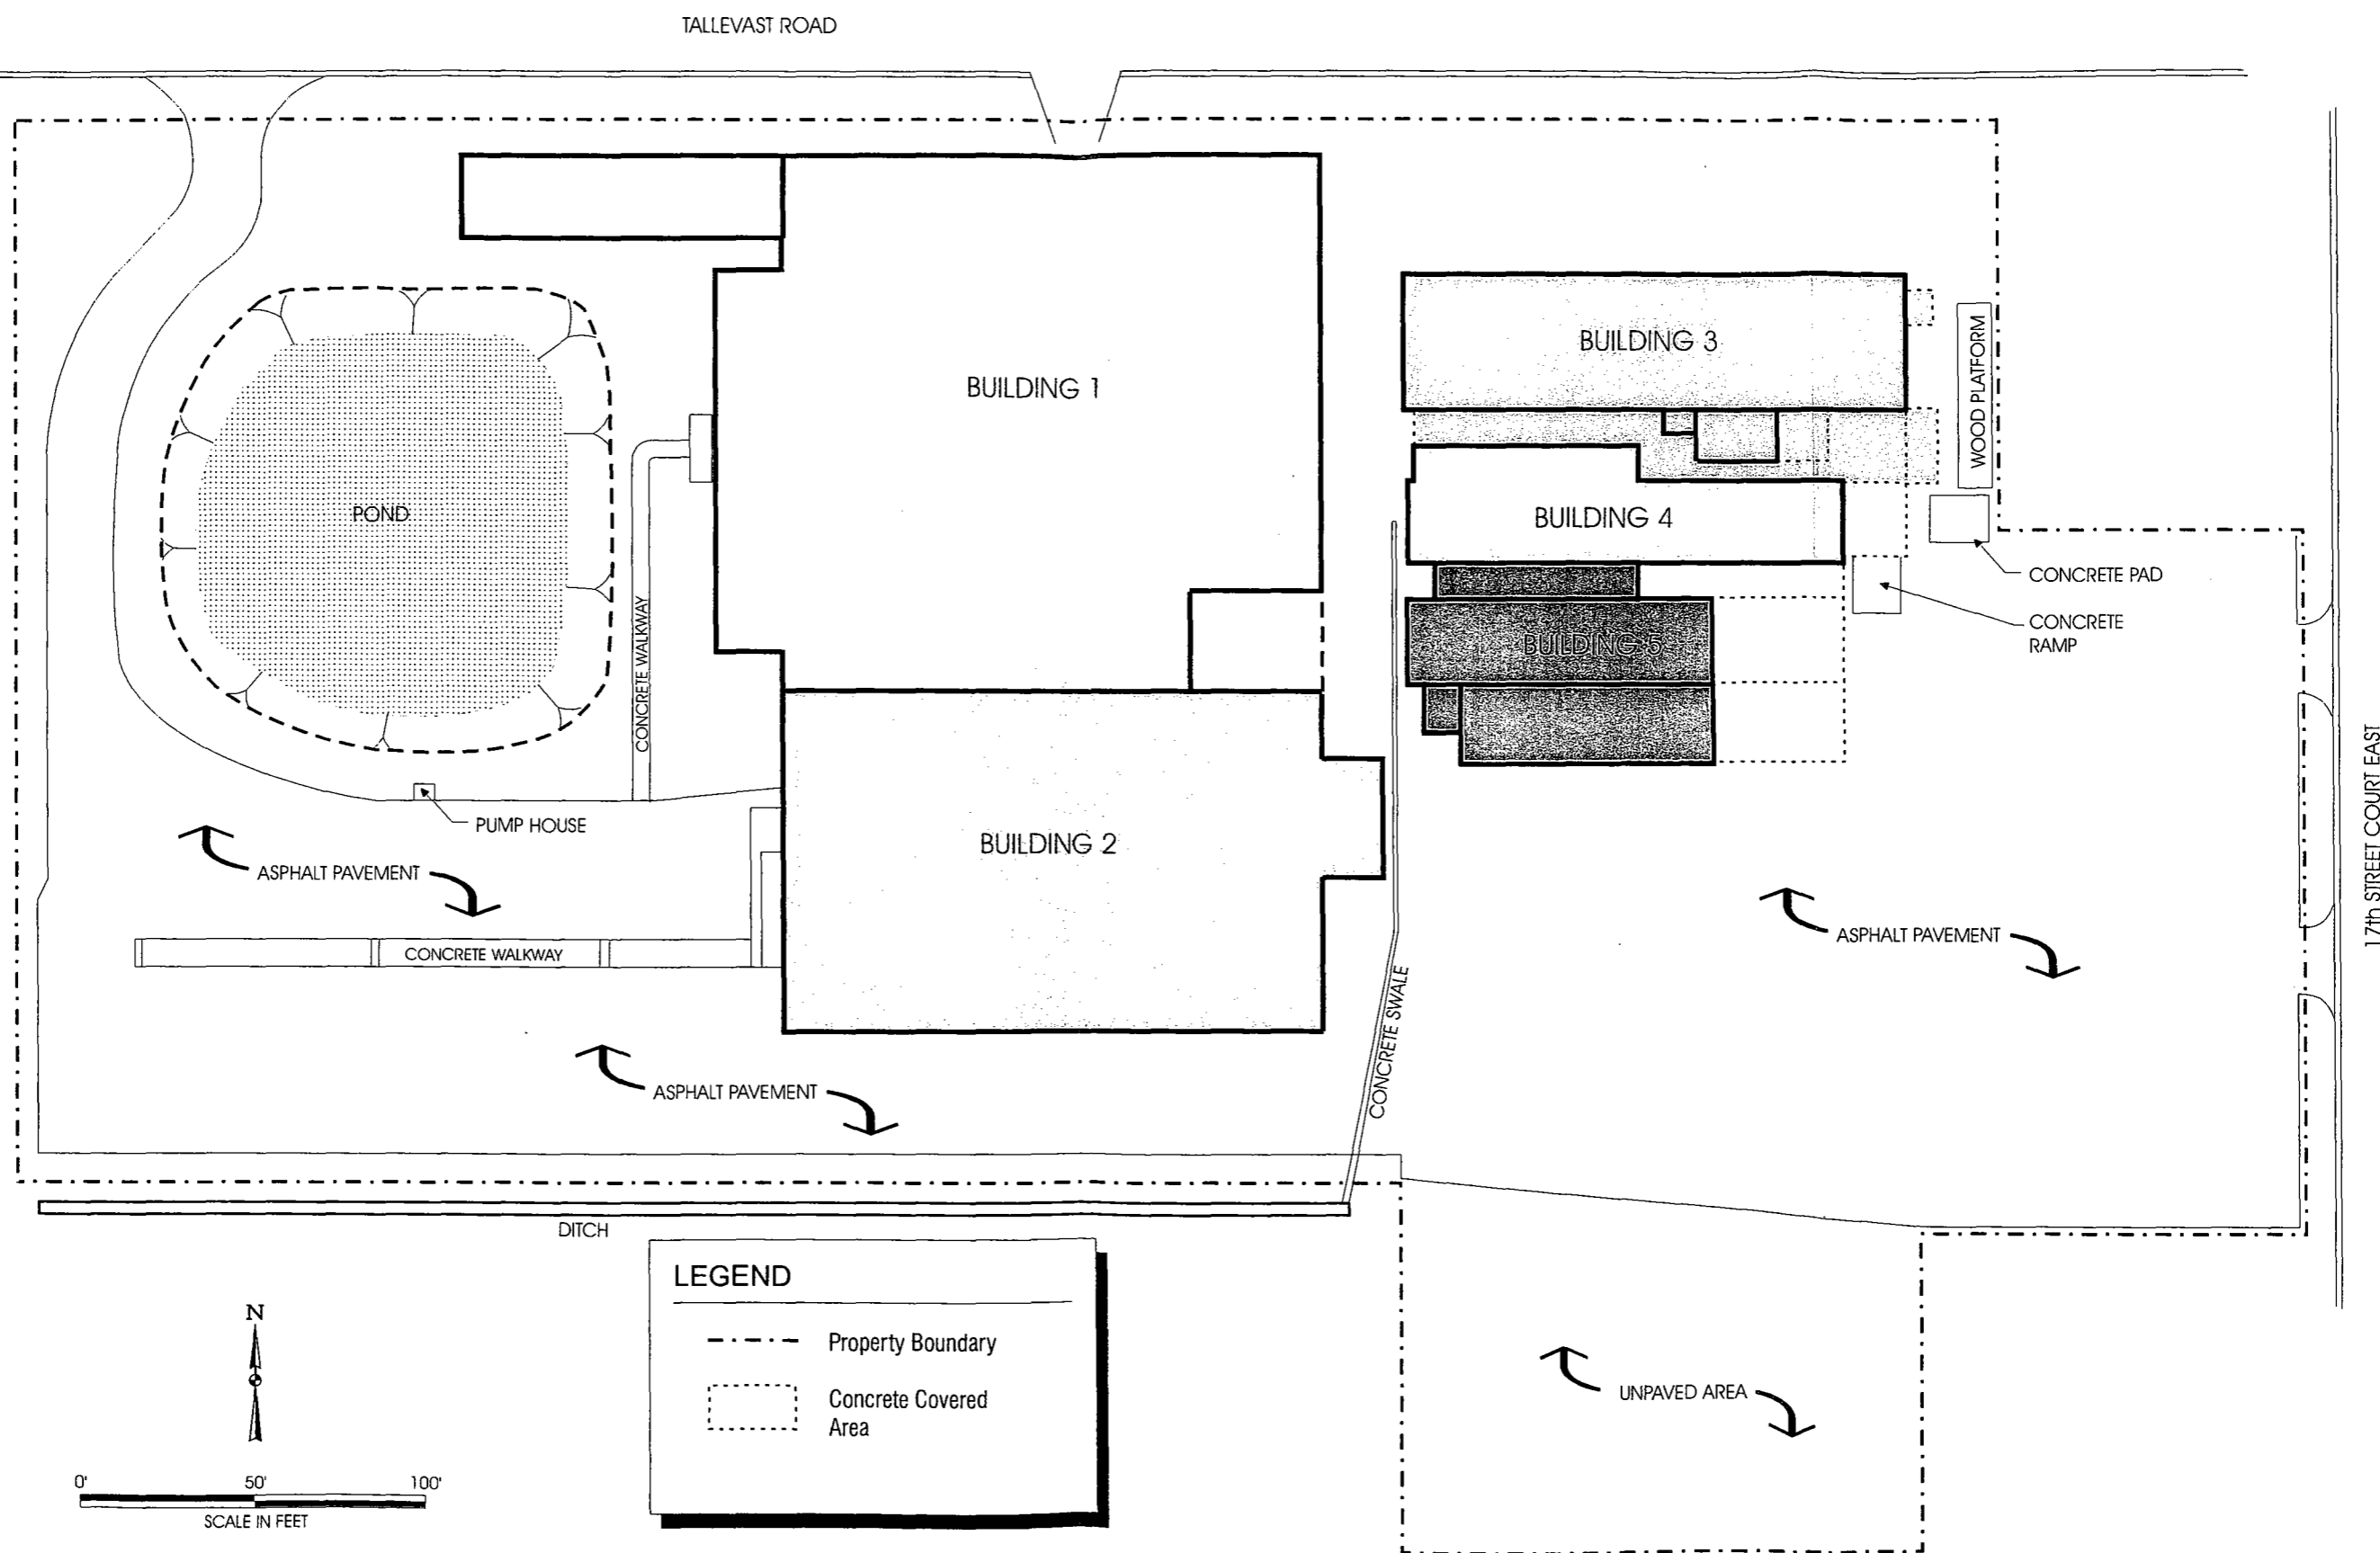 TALLEVAST ROAD
BUILDING 3
WOOD PLATFORM
BUILDING 1
POND
BUILDING 4
CONCRETE PAD
CONCRETE
RAMP
CONCRETE WALKWAY
BUILDING 5
17th STREET COURT EAST
PUMP HOUSE
BUILDING 2
ASPHALT PAVEMENT
ASPHALT PAVEMENT
CONCRETE WALKWAY
CONCRETE SWALE
ASPHALT PAVEMENT
DITCH
LEGEND
Property Boundary
Concrete Covered
Area
N
0' 50' 100'
SCALE IN FEET
UNPAVED AREA